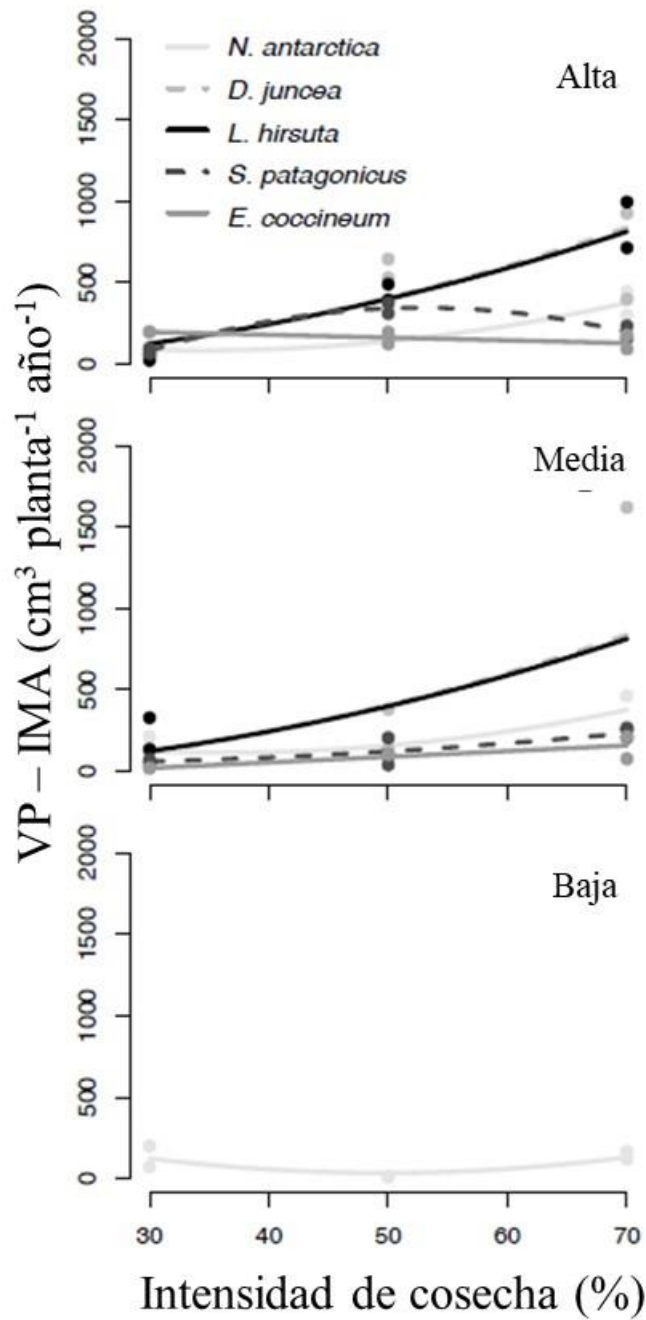 VP – IMA (cm³ planta⁻¹ año⁻¹)
2000
1500
1000
500
0
N. antarctica
D. juncea
L. hirsuta
S. patagonicus
E. coccineum
Alta
2000
1500
1000
500
0
Media
2000
1500
1000
500
0
Baja
30 40 50 60 70
Intensidad de cosecha (%)